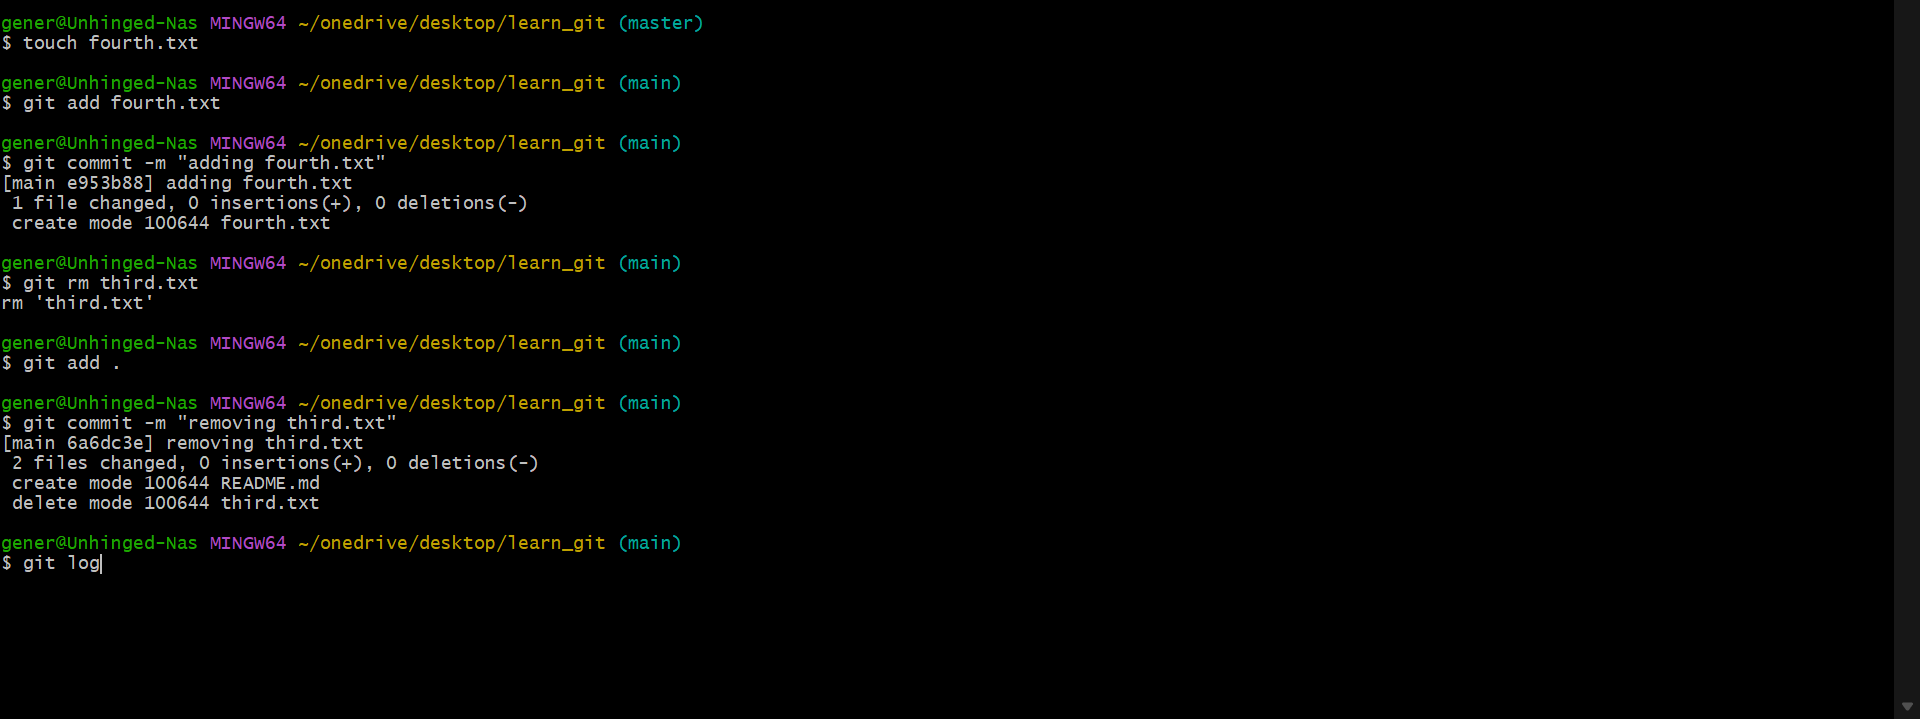 gener@Unhinged-Nas MINGW64 ~/onedrive/desktop/learn_git (master)
$ touch fourth.txt
gener@Unhinged-Nas MINGW64 ~/onedrive/desktop/learn_git (main)
$ git add fourth.txt
gener@Unhinged-Nas MINGW64 ~/onedrive/desktop/learn_git (main)
$ git commit -m "adding fourth.txt"
[main e953b88] adding fourth.txt
 1 file changed, 0 insertions(+), 0 deletions(-)
 create mode 100644 fourth.txt
gener@Unhinged-Nas MINGW64 ~/onedrive/desktop/learn_git (main)
$ git rm third.txt
rm 'third.txt'
gener@Unhinged-Nas MINGW64 ~/onedrive/desktop/learn_git (main)
$ git add .
gener@Unhinged-Nas MINGW64 ~/onedrive/desktop/learn_git (main)
$ git commit -m "removing third.txt"
[main 6a6dc3e] removing third.txt
 2 files changed, 0 insertions(+), 0 deletions(-)
 create mode 100644 README.md
 delete mode 100644 third.txt
gener@Unhinged-Nas MINGW64 ~/onedrive/desktop/learn_git (main)
$ git log